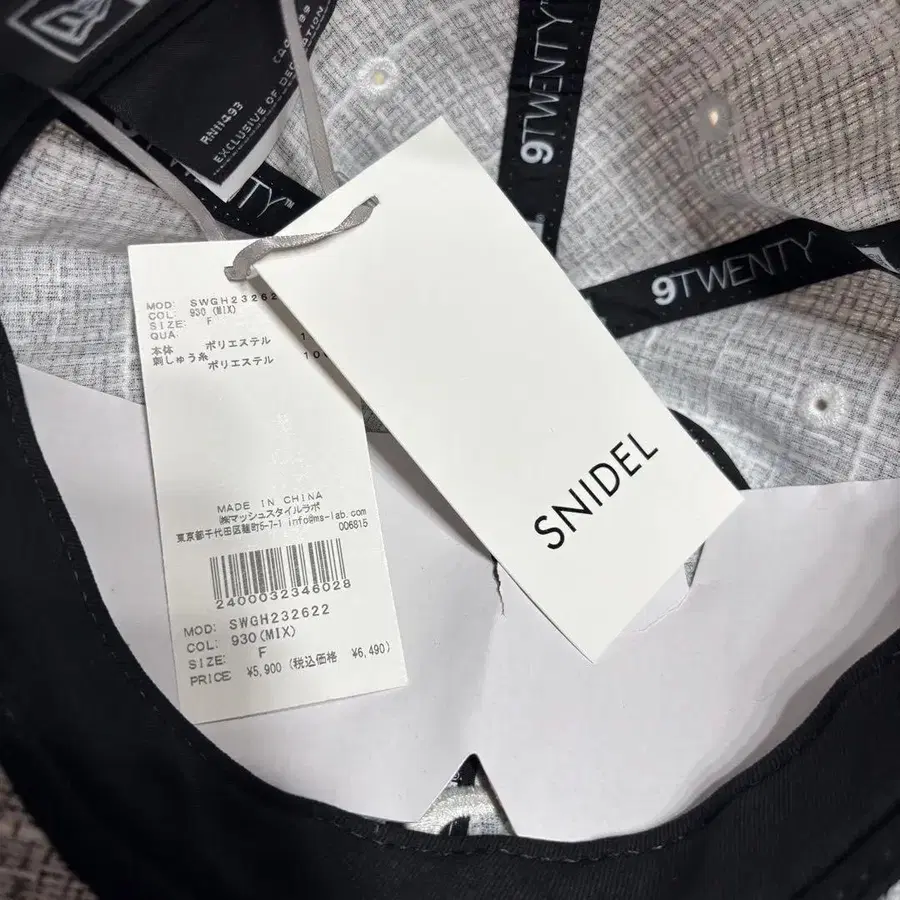 RN11493
EXCLUSIVE OF DECORATION
9TWENTY
9TWENTY™
TY™
MOD: SWGH232622
COL: 930 (MIX)
SIZE: F
QUA:
本体 ポリエステル
刺しゅう糸 ポリエステル
MADE IN CHINA
㈱マッシュスタイルラボ
東京都千代田区麹町5-7-1 info@ms-lab.com
006815
2400032346028
MOD: SWGH232622
COL: 930(MIX)
SIZE: F
PRICE: ¥5,900 (税込価格 ¥6,490)
SNIDEL